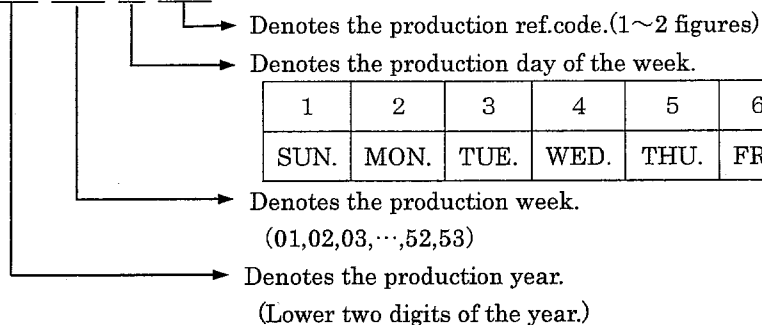 Denotes the production ref.code.(1～2 figures)
Denotes the production day of the week.
1 2 3 4 5 6
SUN. MON. TUE. WED. THU. FR
Denotes the production week.
(01,02,03,⋯,52,53)
Denotes the production year.
(Lower two digits of the year.)